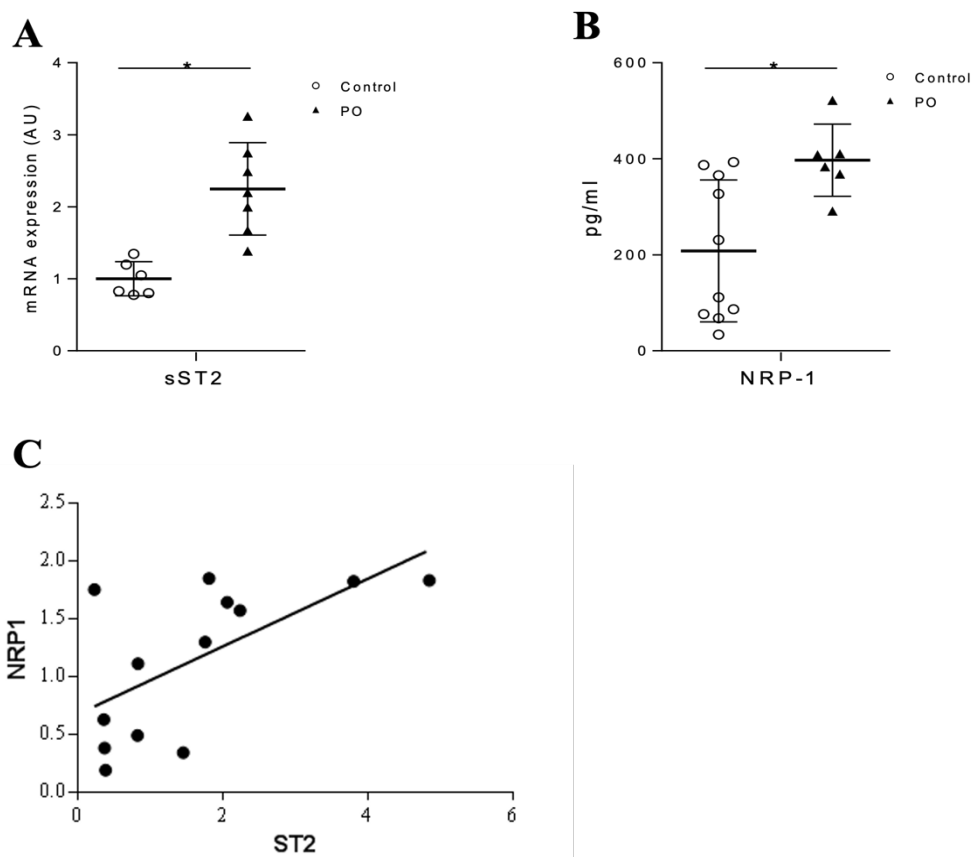 A
B
4
3
2
1
0
mRNA expression (AU)
*
Control
PO
sST2
600
400
200
0
pg/ml
*
Control
PO
NRP-1
C
2.5
2.0
1.5
1.0
0.5
0.0
NRP1
0
2
4
6
ST2